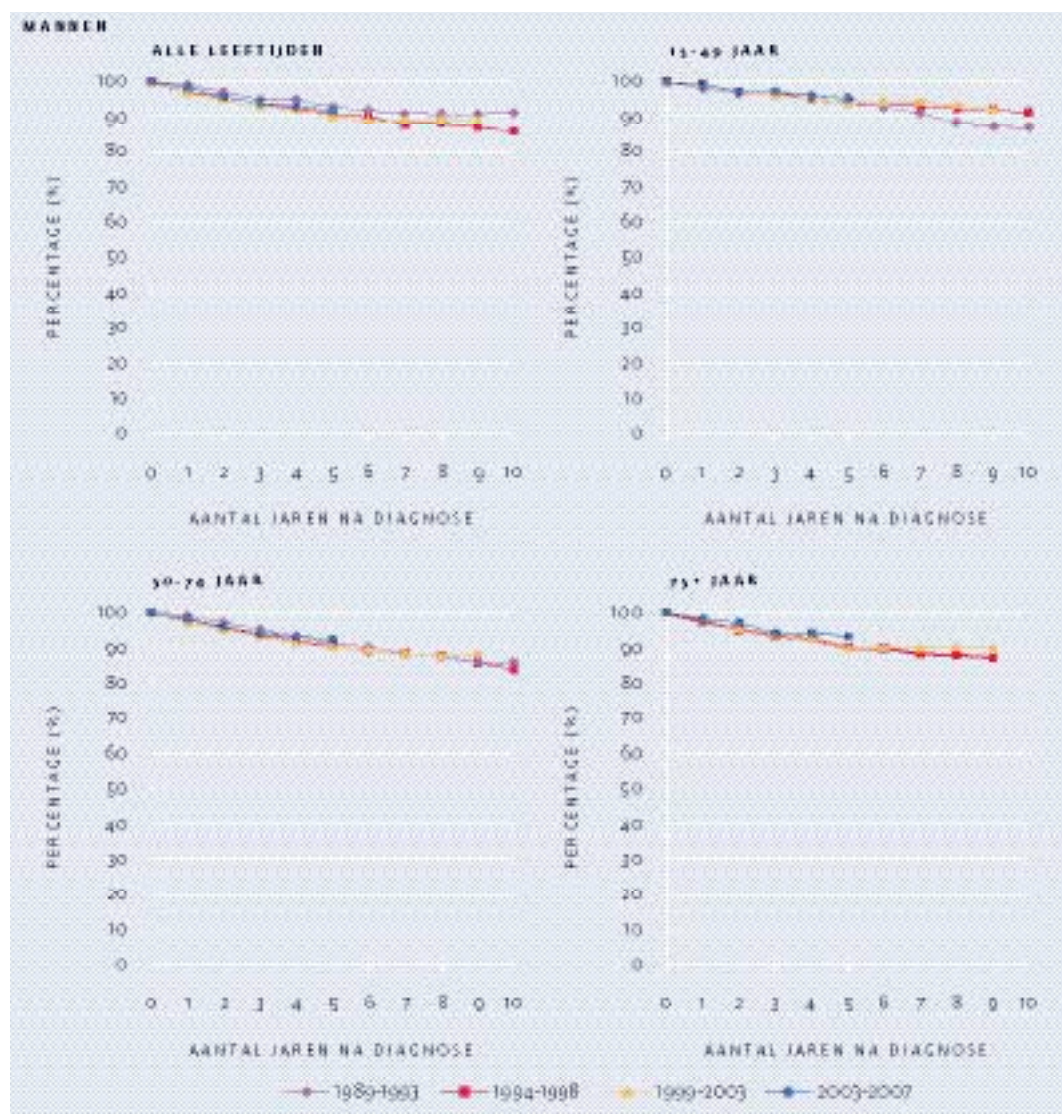 MANNEN
ALLE LEEFTIJDEN
15-49 JAAR
100
90
80
70
60
50
40
30
20
10
0
PERCENTAGE (%)
0 1 2 3 4 5 6 7 8 9 10
AANTAL JAREN NA DIAGNOSE
100
90
80
70
60
50
40
30
20
10
0
PERCENTAGE (%)
0 1 2 3 4 5 6 7 8 9 10
AANTAL JAREN NA DIAGNOSE
50-74 JAAR
75+ JAAR
100
90
80
70
60
50
40
30
20
10
0
PERCENTAGE (%)
0 1 2 3 4 5 6 7 8 9 10
AANTAL JAREN NA DIAGNOSE
100
90
80
70
60
50
40
30
20
10
0
PERCENTAGE (%)
0 1 2 3 4 5 6 7 8 9 10
AANTAL JAREN NA DIAGNOSE
1989-1993 1994-1998 1999-2003 2003-2007